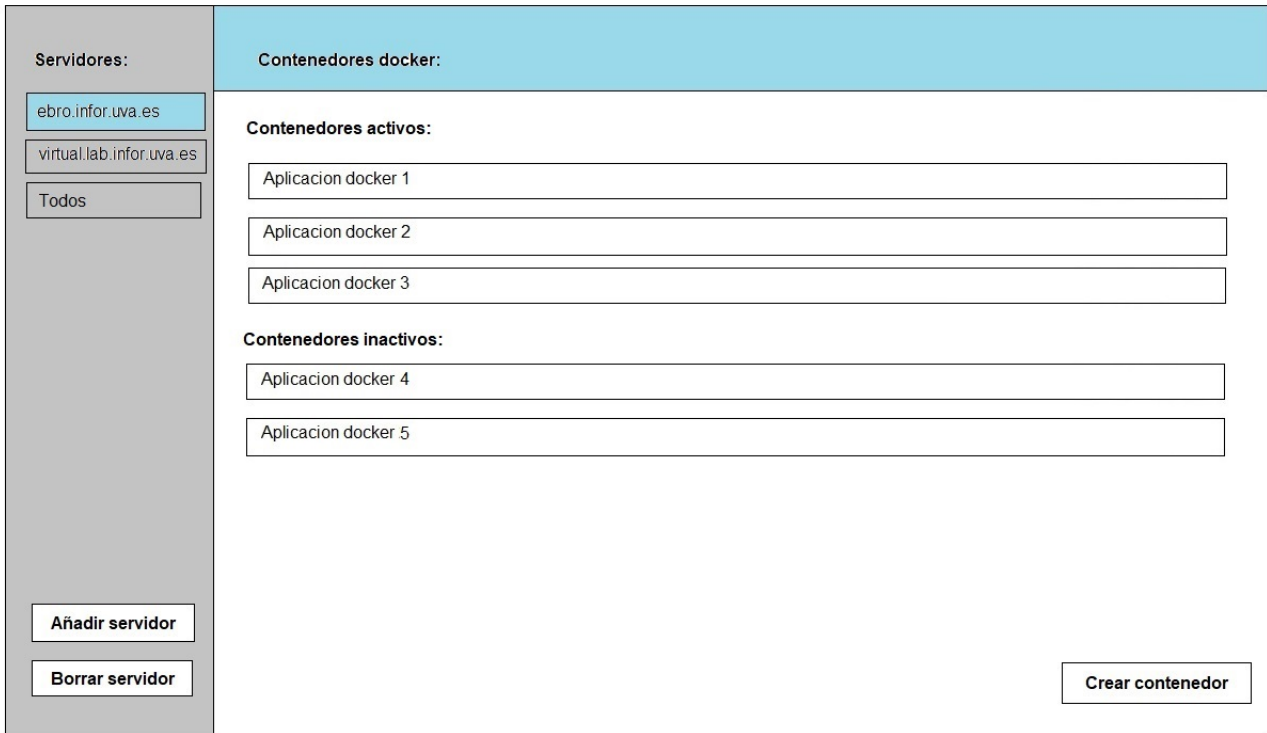 Servidores:
ebro.infor.uva.es
virtual.lab.infor.uva.es
Todos
Añadir servidor
Borrar servidor
Contenedores docker:
Contenedores activos:
Aplicacion docker 1
Aplicacion docker 2
Aplicacion docker 3
Contenedores inactivos:
Aplicacion docker 4
Aplicacion docker 5
Crear contenedor